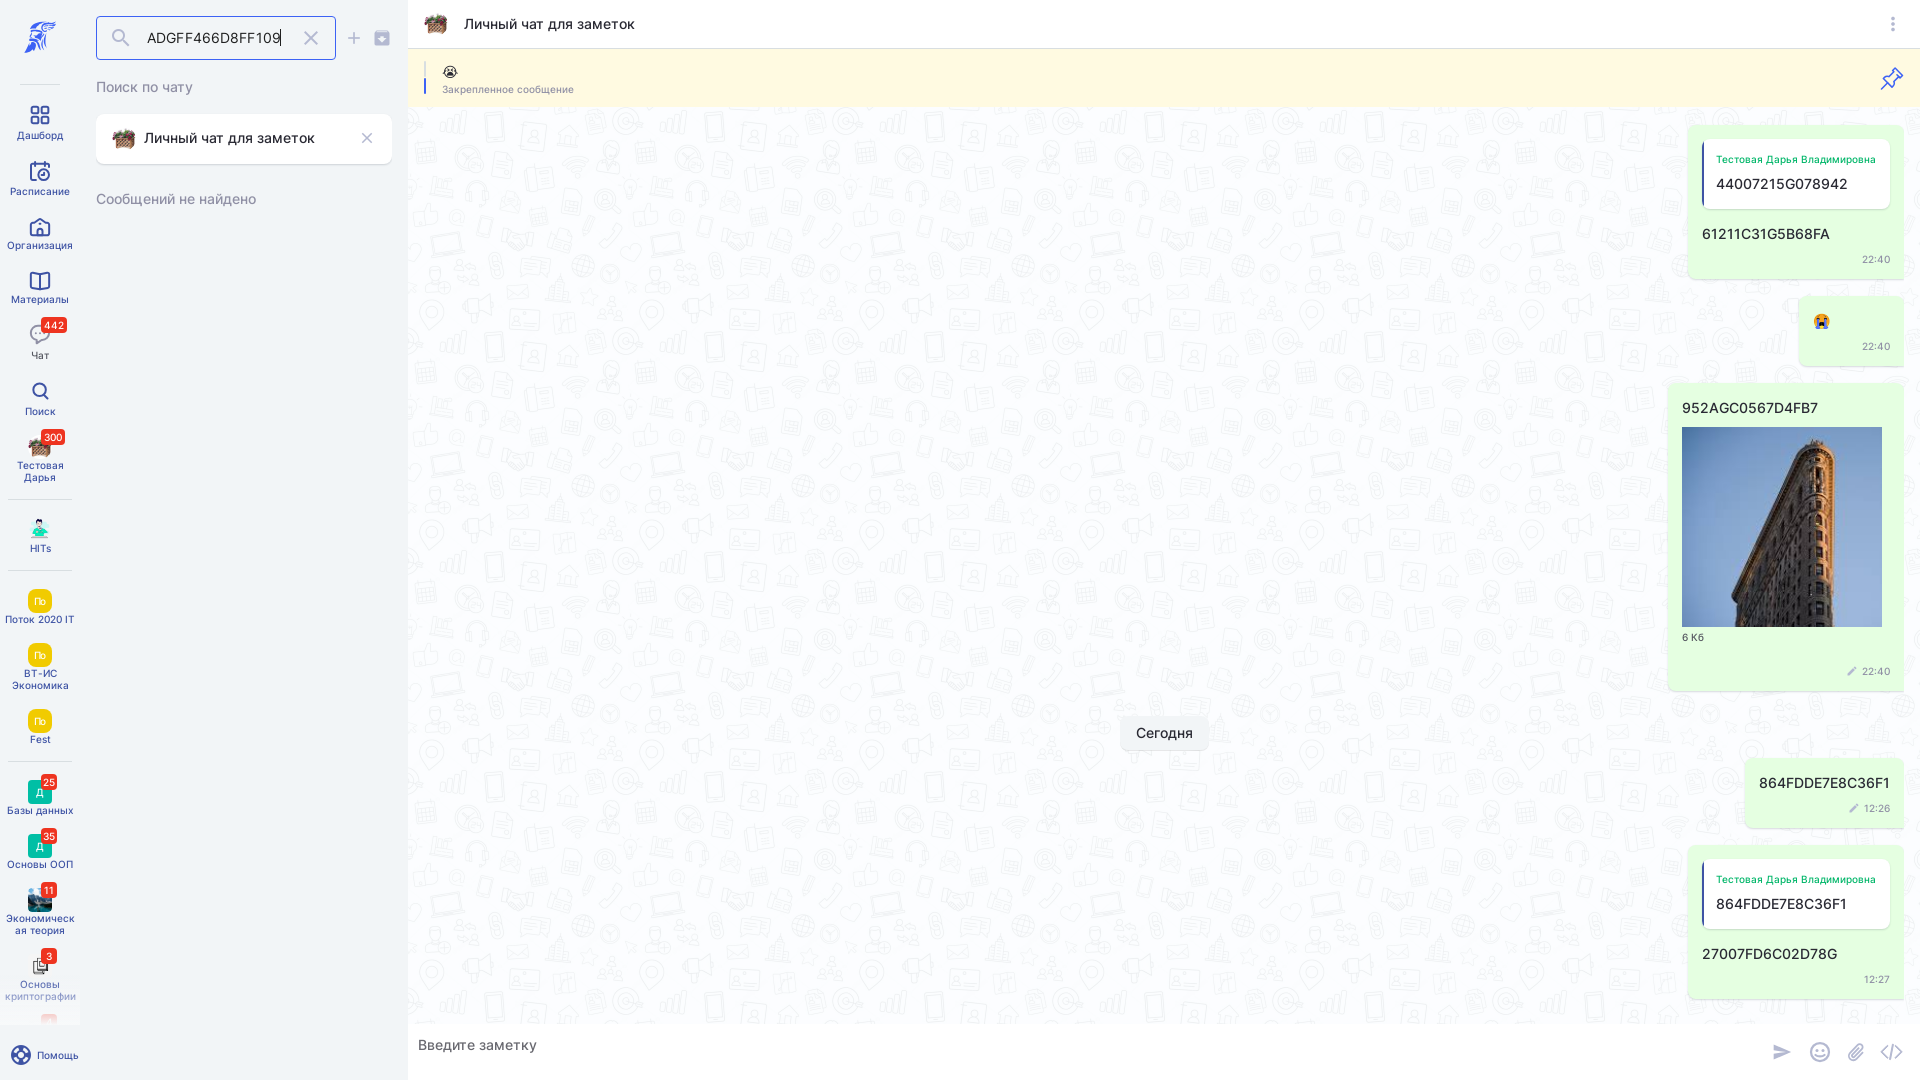 ADGFF466D8FF109
Поиск по чату
Личный чат для заметок
Сообщений не найдено
Дашборд
Расписание
Организация
Материалы
442
Чат
Поиск
300
Тестовая
Дарья
HITs
По
Поток 2020 IT
По
ВТ-ИС
Экономика
По
Fest
25
Д
Базы данных
35
Д
Основы ООП
11
Экономическ
ая теория
3
Основы
криптографии
Помощь
Личный чат для заметок
😭
Закрепленное сообщение
Тестовая Дарья Владимировна
44007215G078942
61211C31G5B68FA
22:40
😭
22:40
952AGC0567D4FB7
6 Кб
22:40
Сегодня
864FDDE7E8C36F1
12:26
Тестовая Дарья Владимировна
864FDDE7E8C36F1
27007FD6C02D78G
12:27
Введите заметку